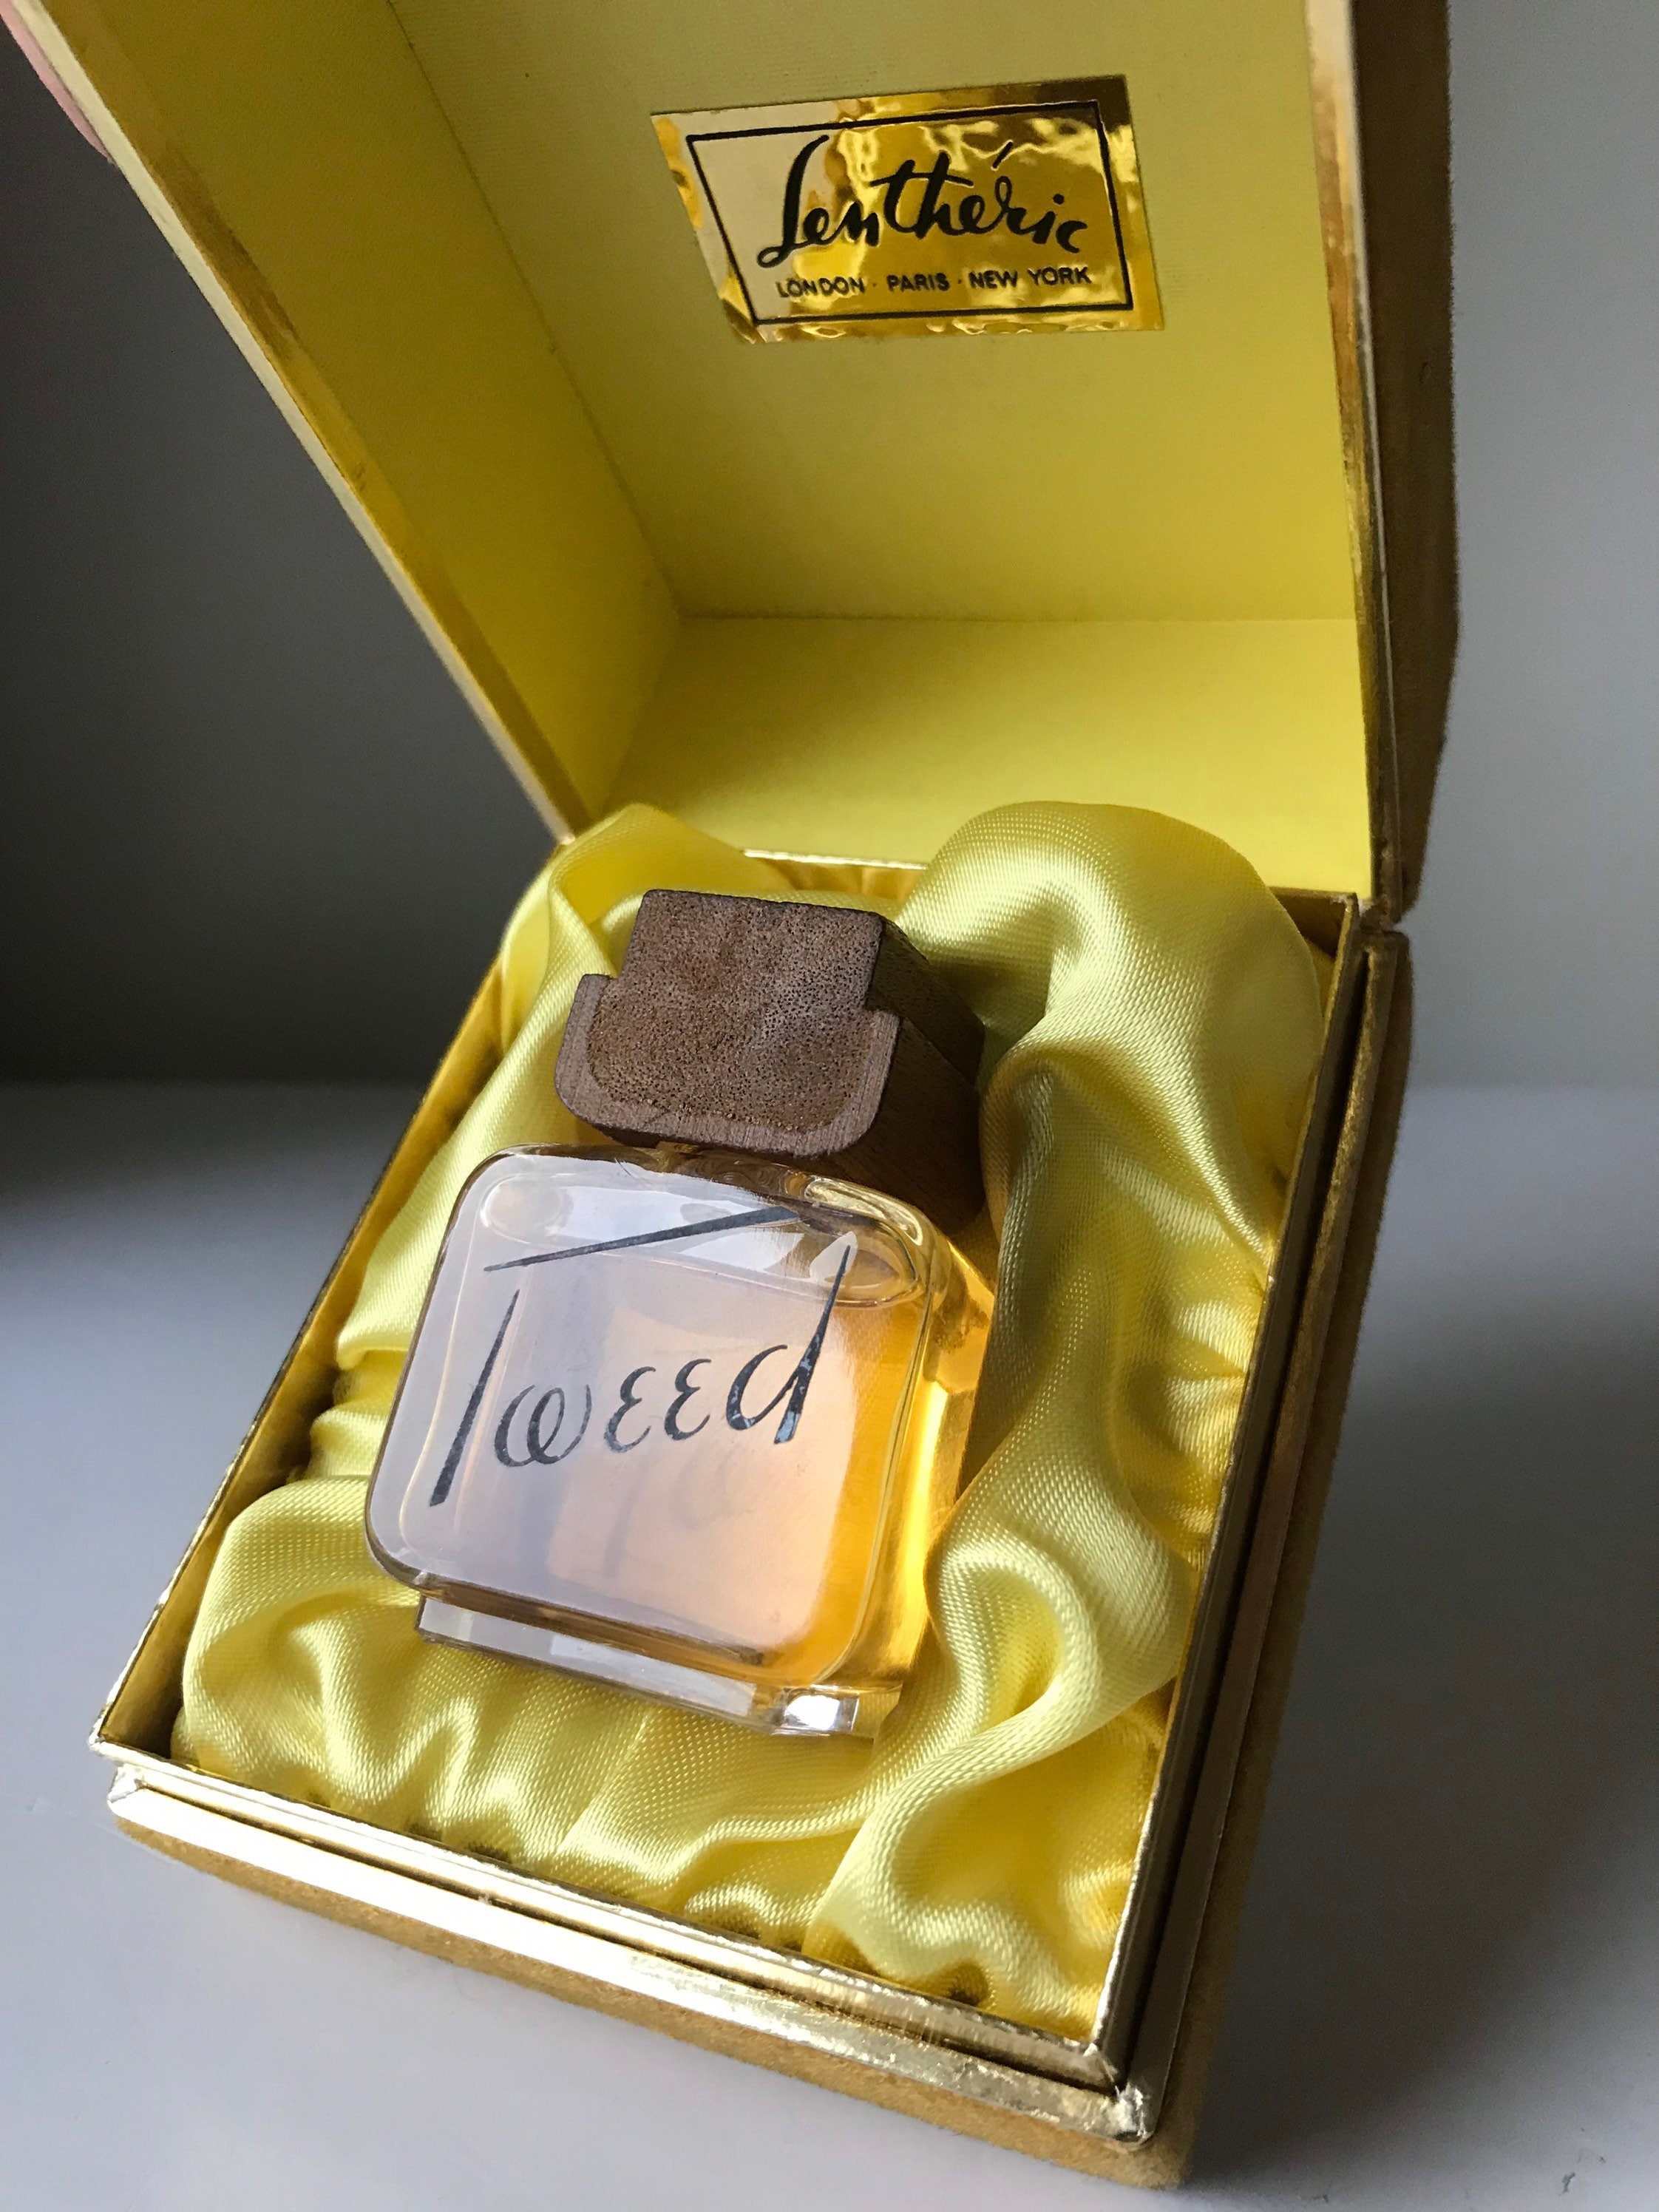 Lenthéric
LONDON · PARIS · NEW YORK
Tweed